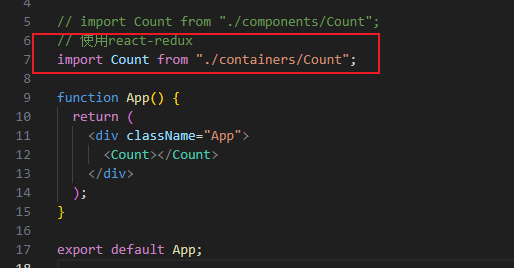 4
5 // import Count from "./components/Count";
6 // 使用react-redux
7 import Count from "./containers/Count";
8
9 function App() {
10 return (
11 <div className="App">
12 <Count></Count>
13 </div>
14 );
15 }
16
17 export default App;
18